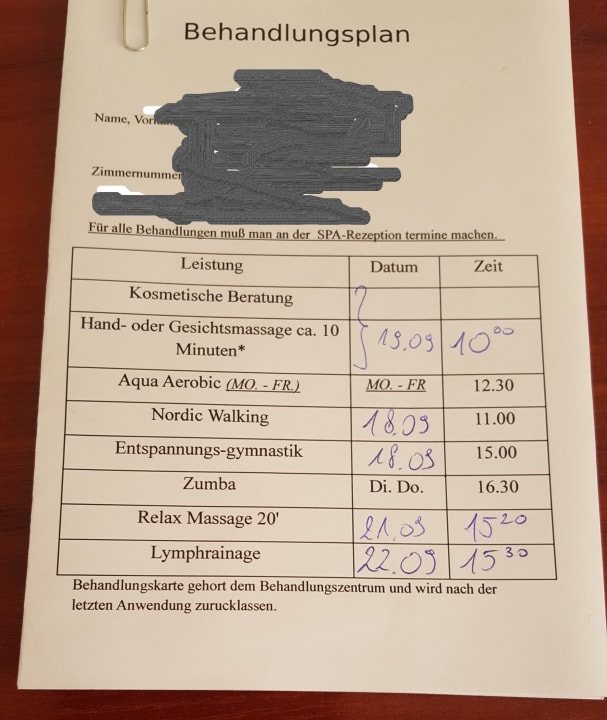 Behandlungsplan
Name,
Zimmernummer
Für alle Behandlungen muß man an der SPA-Rezeption termine machen.
Leistung Datum Zeit
Kosmetische Beratung
Hand- oder Gesichtsmassage ca. 10 19.09 10⁰⁰
Minuten*
Aqua Aerobic (MO. - FR.) MO. - FR 12.30
Nordic Walking 18.09 11.00
Entspannungs-gymnastik 18.09 15.00
Zumba Di. Do. 16.30
Relax Massage 20' 21.09 15²⁰
Lymphrainage 22.09 15³⁰
Behandlungskarte gehort dem Behandlungszentrum und wird nach der
letzten Anwendung zurucklassen.